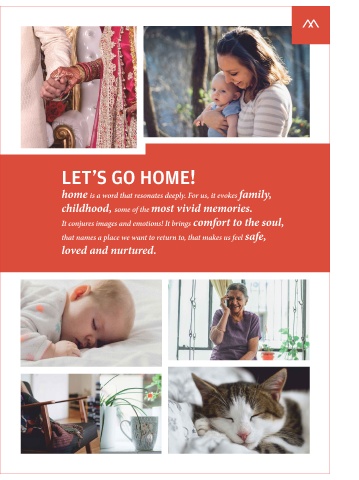 LET'S GO HOME!
home is a word that resonates deeply. For us, it evokes family,
childhood, some of the most vivid memories.
It conjures images and emotions! It brings comfort to the soul,
that names a place we want to return to, that makes us feel safe,
loved and nurtured.